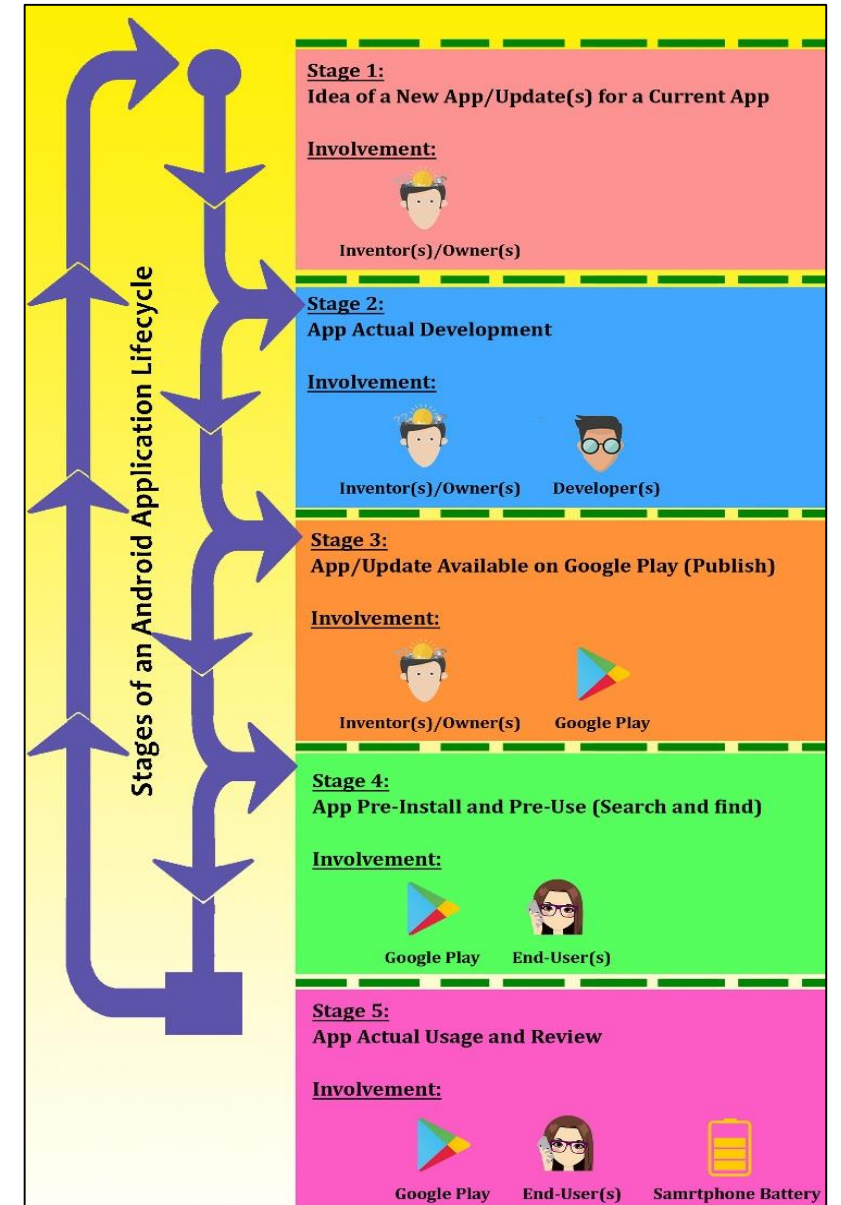 Stages of an Android Application Lifecycle
Stage 1:
Idea of a New App/Update(s) for a Current App
Involvement:
Inventor(s)/Owner(s)
Stage 2:
App Actual Development
Involvement:
Inventor(s)/Owner(s) Developer(s)
Stage 3:
App/Update Available on Google Play (Publish)
Involvement:
Inventor(s)/Owner(s) Google Play
Stage 4:
App Pre-Install and Pre-Use (Search and find)
Involvement:
Google Play End-User(s)
Stage 5:
App Actual Usage and Review
Involvement:
Google Play End-User(s) Samrtphone Battery